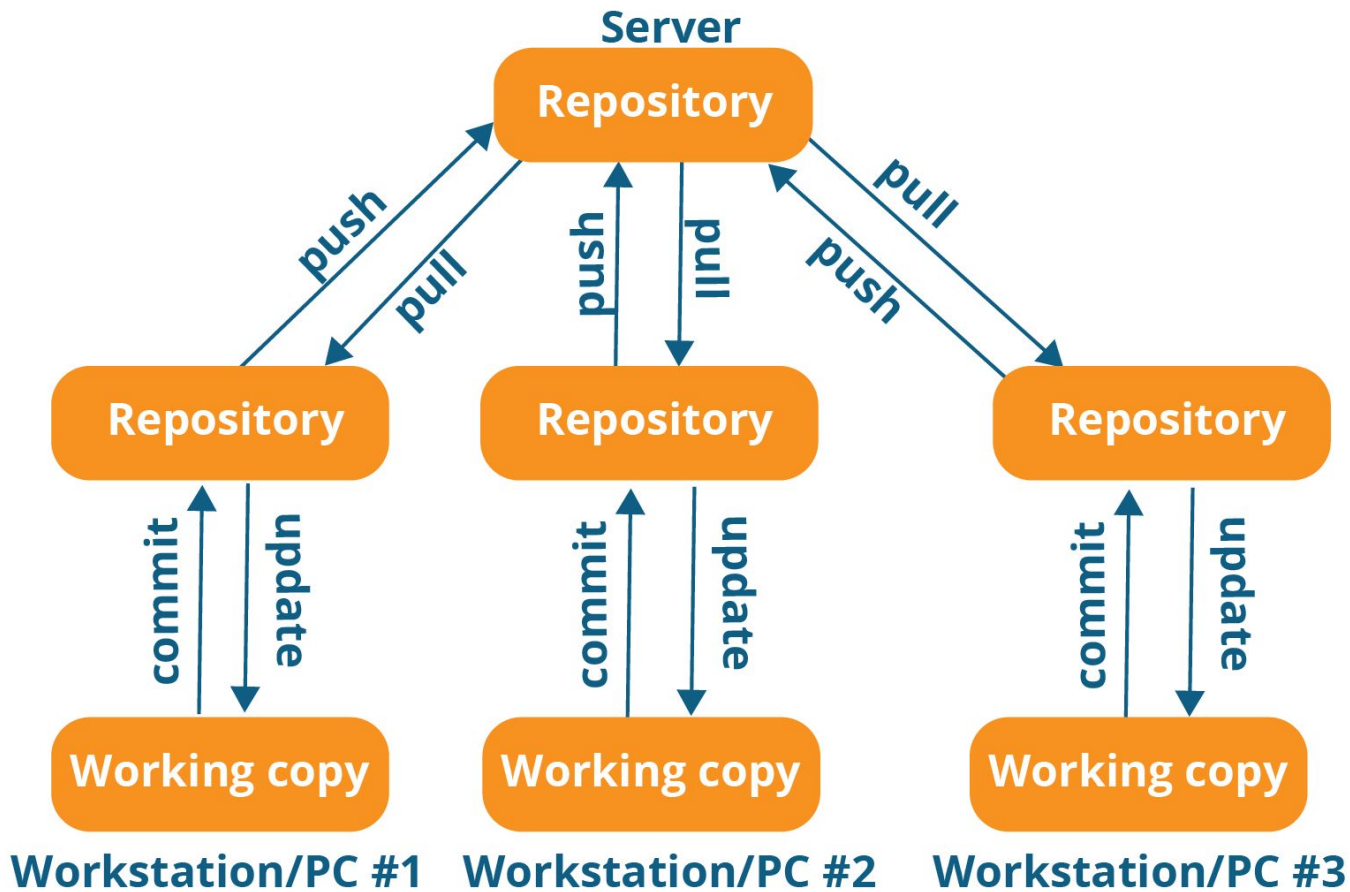 Server
Repository
push
pull
push
pull
pull
push
Repository
Repository
Repository
commit
update
commit
update
commit
update
Working copy
Working copy
Working copy
Workstation/PC #1
Workstation/PC #2
Workstation/PC #3